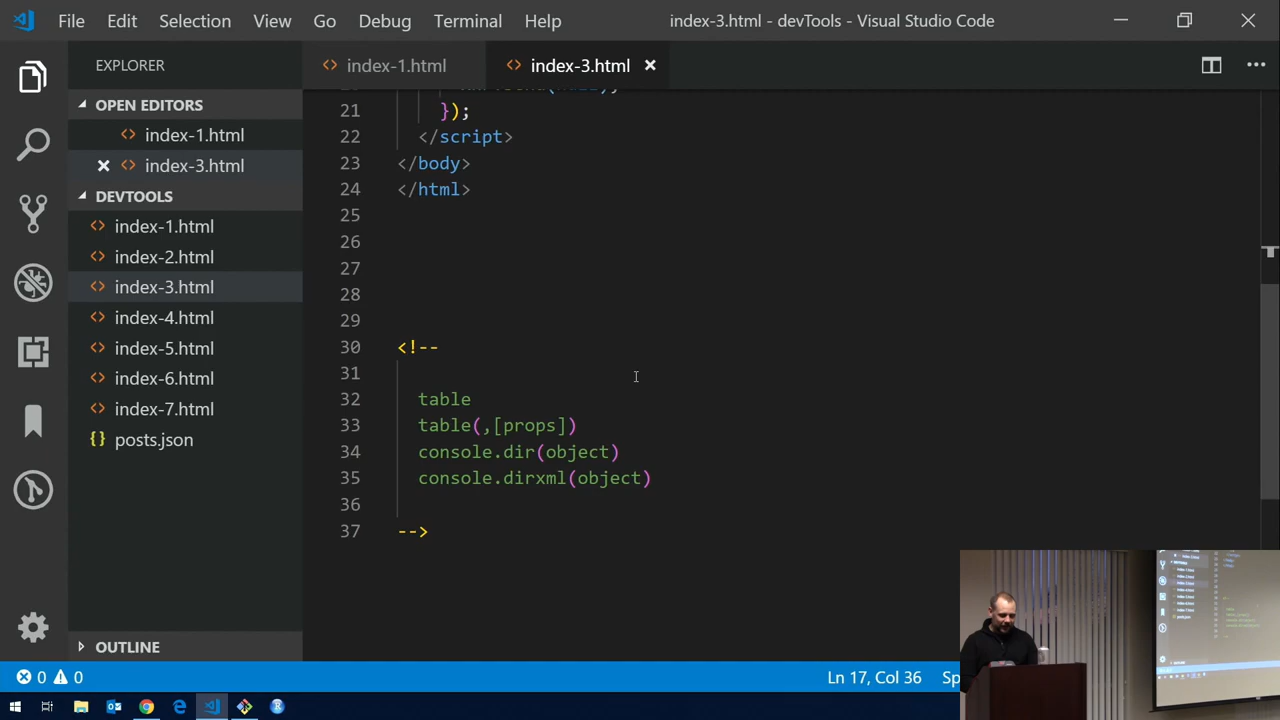 File Edit Selection View Go Debug Terminal Help index-3.html - devTools - Visual Studio Code
EXPLORER
OPEN EDITORS
index-1.html
index-3.html
DEVTOOLS
index-1.html
index-2.html
index-3.html
index-4.html
index-5.html
index-6.html
index-7.html
{} posts.json
OUTLINE
index-1.html index-3.html
21 });
22 </script>
23 </body>
24 </html>
25
26
27
28
29
30 <!--
31
32 table
33 table(,[props])
34 console.dir(object)
35 console.dirxml(object)
36
37 -->
0 0 Ln 17, Col 36